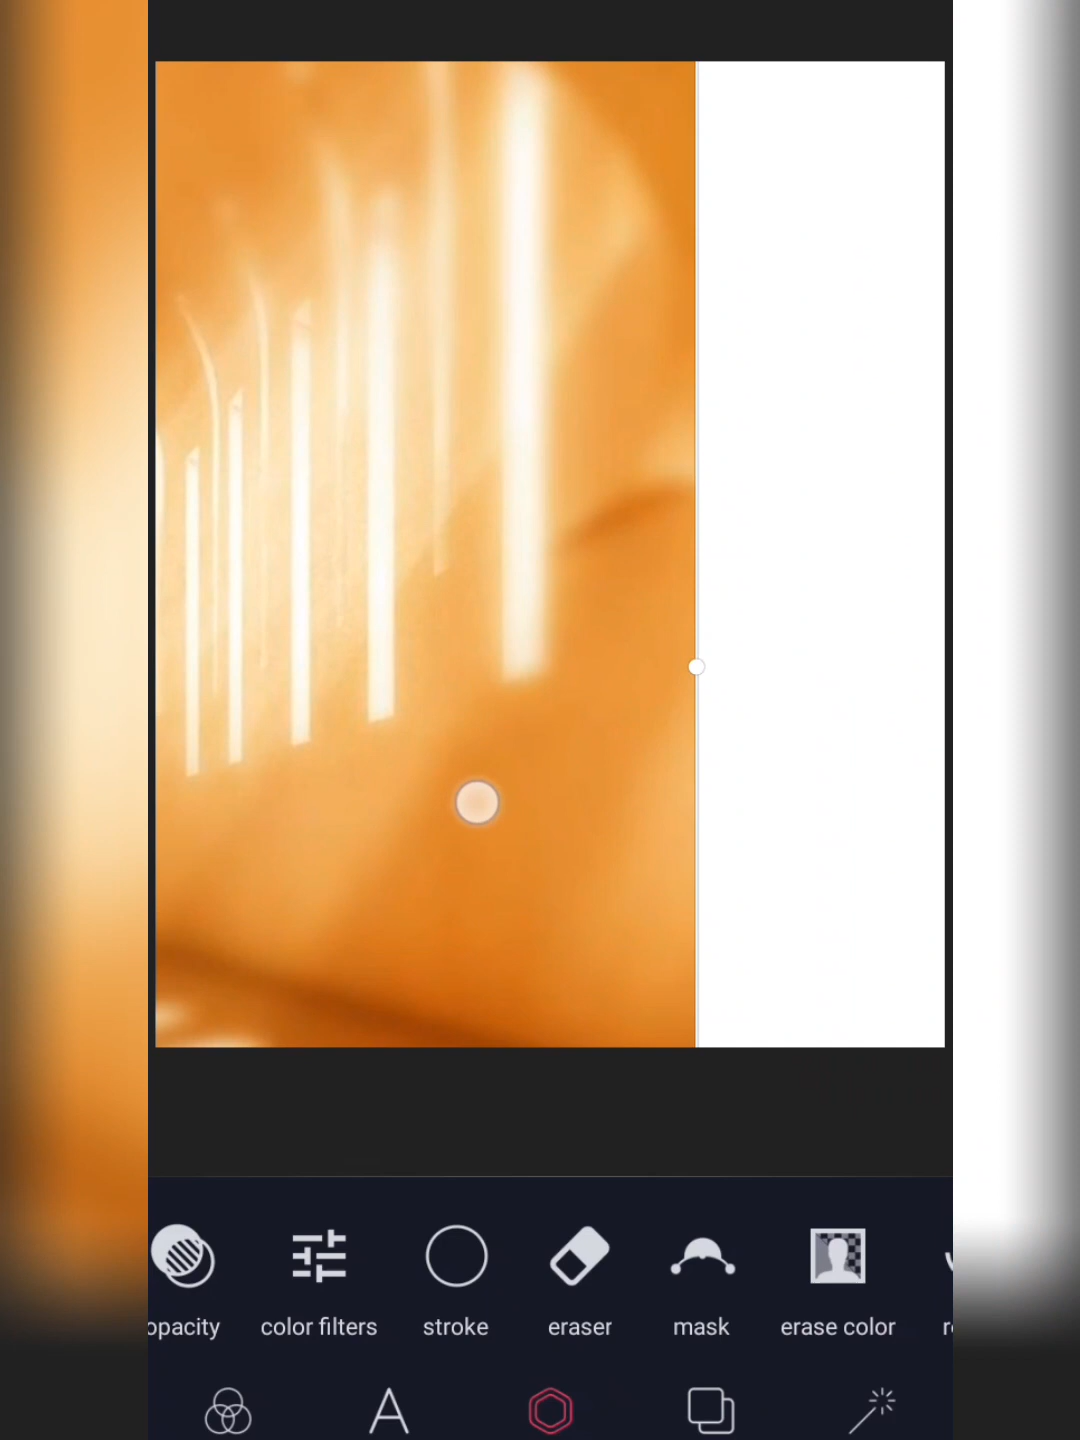 opacity
color filters
stroke
eraser
mask
erase color